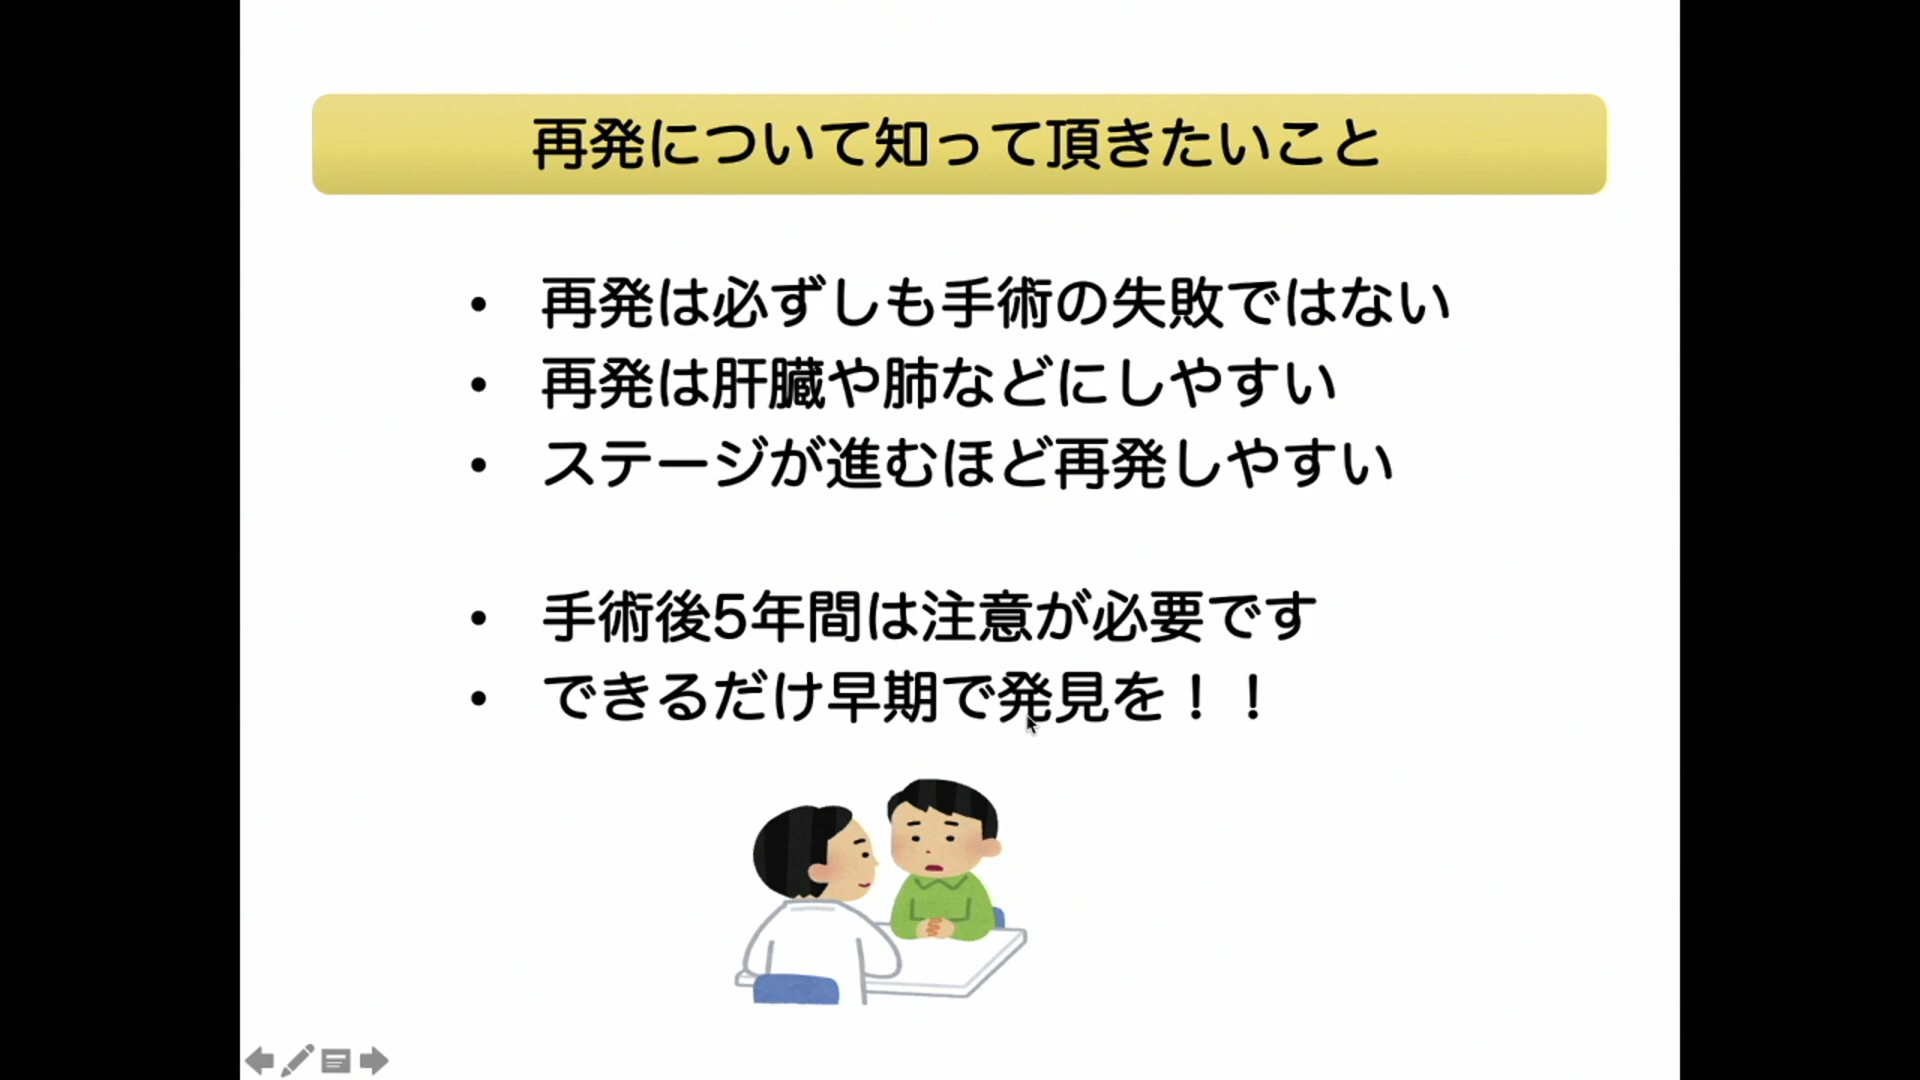 再発について知って頂きたいこと
• 再発は必ずしも手術の失敗ではない
• 再発は肝臓や肺などにしやすい
• ステージが進むほど再発しやすい
• 手術後5年間は注意が必要です
• できるだけ早期で発見を！！